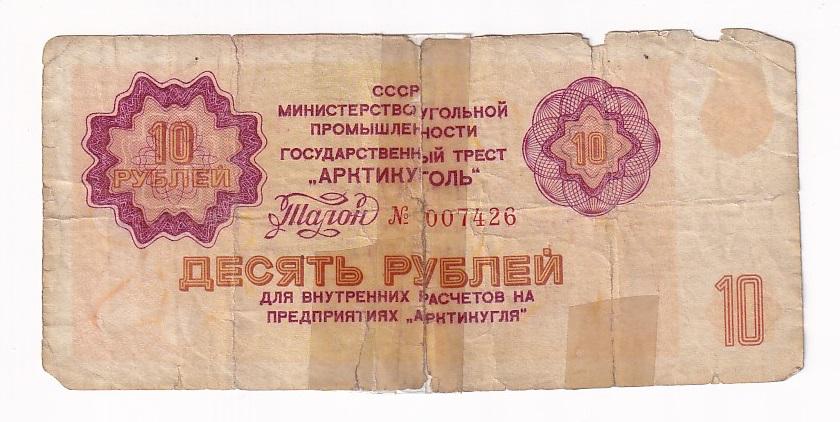 СССР
МИНИСТЕРСТВО УГОЛЬНОЙ
ПРОМЫШЛЕННОСТИ
ГОСУДАРСТВЕННЫЙ ТРЕСТ
„АРКТИКУГОЛЬ“
Талон № 007426
10
РУБЛЕЙ
10
ДЕСЯТЬ РУБЛЕЙ
ДЛЯ ВНУТРЕННИХ РАСЧЕТОВ НА
ПРЕДПРИЯТИЯХ „АРКТИКУГЛЯ“
10